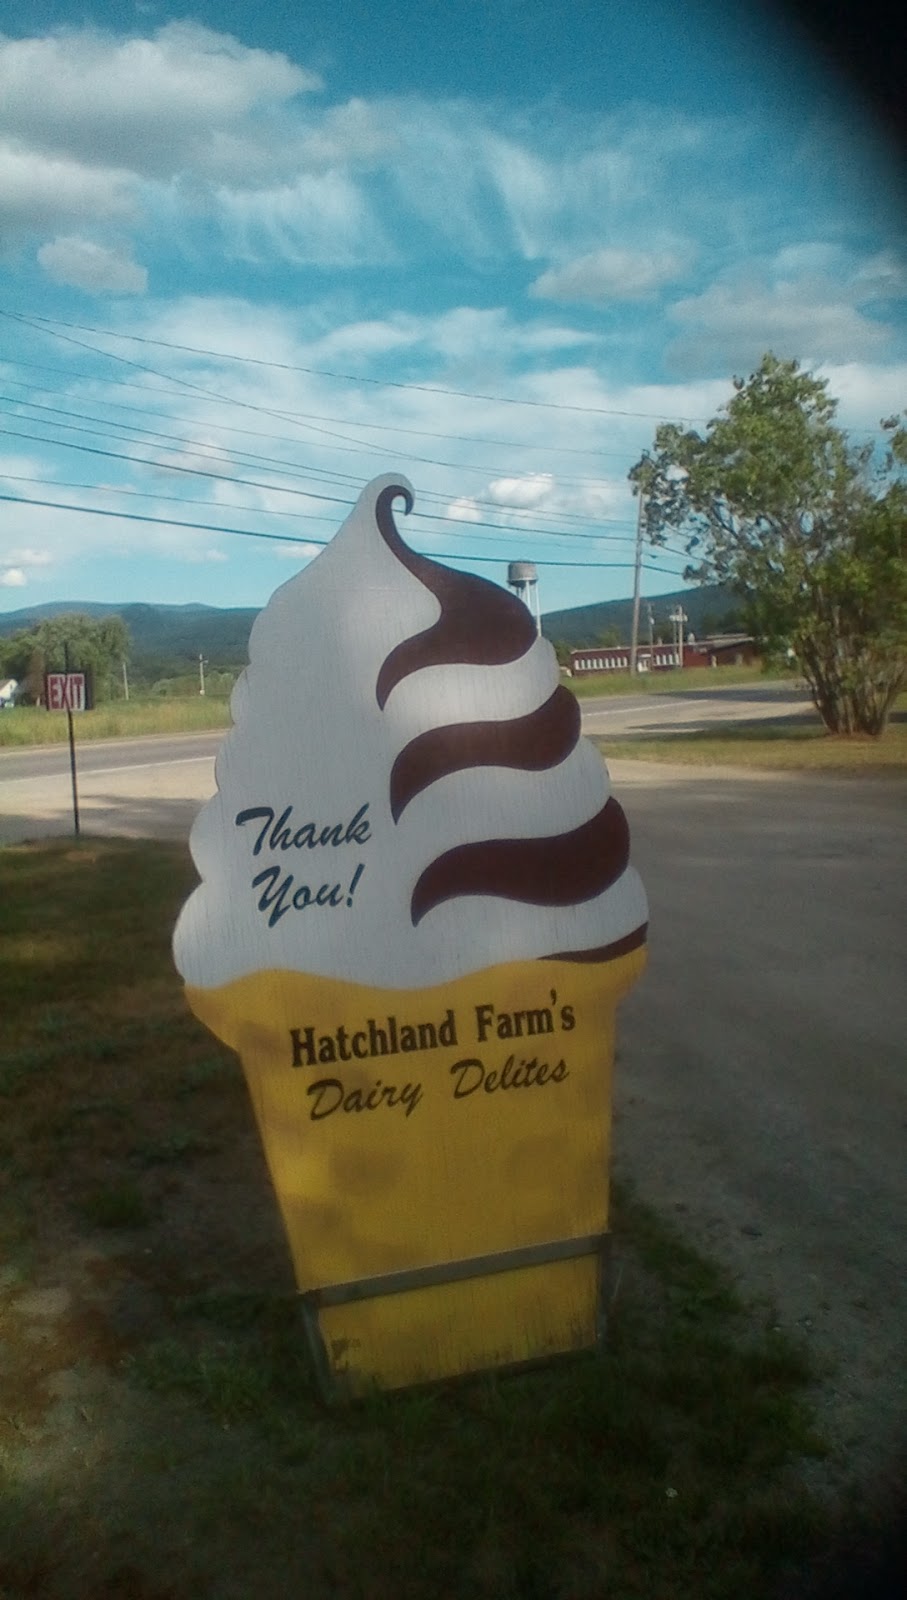 EXIT
Thank
You!
Hatchland Farm's
Dairy Delites